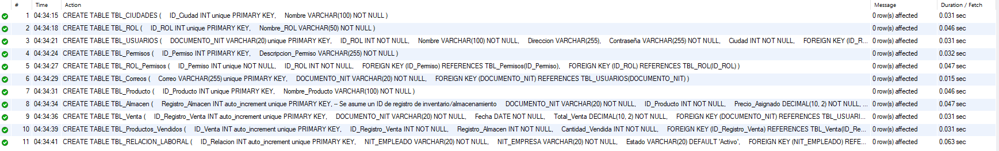 # Time Action Message Duration / Fetch
1 04:34:15 CREATE TABLE TBL_CIUDADES ( ID_Ciudad INT unique PRIMARY KEY, Nombre VARCHAR(100) NOT NULL ) 0 row(s) affected 0.031 sec
2 04:34:18 CREATE TABLE TBL_ROL ( ID_ROL INT unique PRIMARY KEY, Nombre_ROL VARCHAR(50) NOT NULL ) 0 row(s) affected 0.046 sec
3 04:34:21 CREATE TABLE TBL_USUARIOS ( DOCUMENTO_NIT VARCHAR(20) unique PRIMARY KEY, ID_ROL INT NOT NULL, Nombre VARCHAR(100) NOT NULL, Direccion VARCHAR(255), Contraseña VARCHAR(255) NOT NULL, Ciudad INT NOT NULL, FOREIGN KEY (ID_R... 0 row(s) affected 0.031 sec
4 04:34:24 CREATE TABLE TBL_Permisos ( ID_Permiso INT PRIMARY KEY, Descripcion_Permiso VARCHAR(255) NOT NULL ) 0 row(s) affected 0.032 sec
5 04:34:27 CREATE TABLE TBL_ROL_Permisos ( ID_Permiso INT unique NOT NULL, ID_ROL INT NOT NULL, FOREIGN KEY (ID_Permiso) REFERENCES TBL_Permisos(ID_Permiso), FOREIGN KEY (ID_ROL) REFERENCES TBL_ROL(ID_ROL) ) 0 row(s) affected 0.047 sec
6 04:34:29 CREATE TABLE TBL_Correos ( Correo VARCHAR(255) unique PRIMARY KEY, DOCUMENTO_NIT VARCHAR(20) NOT NULL, FOREIGN KEY (DOCUMENTO_NIT) REFERENCES TBL_USUARIOS(DOCUMENTO_NIT) ) 0 row(s) affected 0.015 sec
7 04:34:31 CREATE TABLE TBL_Producto ( ID_Producto INT unique PRIMARY KEY, Nombre_Producto VARCHAR(100) NOT NULL ) 0 row(s) affected 0.046 sec
8 04:34:34 CREATE TABLE TBL_Almacen ( Registro_Almacen INT auto_increment unique PRIMARY KEY, -- Se asume un ID de registro de inventario/almacenamiento DOCUMENTO_NIT VARCHAR(20) NOT NULL, ID_Producto INT NOT NULL, Precio_Asignado DECIMAL(10, 2) NOT NULL, ... 0 row(s) affected 0.047 sec
9 04:34:36 CREATE TABLE TBL_Venta ( ID_Registro_Venta INT auto_increment unique PRIMARY KEY, DOCUMENTO_NIT VARCHAR(20) NOT NULL, Fecha DATE NOT NULL, Total_Venta DECIMAL(10, 2) NOT NULL, FOREIGN KEY (DOCUMENTO_NIT) REFERENCES TBL_USUARI... 0 row(s) affected 0.031 sec
10 04:34:39 CREATE TABLE TBL_Productos_Vendidos ( ID_Venta INT auto_increment unique PRIMARY KEY, ID_Registro_Venta INT NOT NULL, Registro_Almacen INT NOT NULL, Cantidad_Vendida INT NOT NULL, FOREIGN KEY (ID_Registro_Venta) REFERENCES TBL_Venta(ID_Re... 0 row(s) affected 0.031 sec
11 04:34:41 CREATE TABLE TBL_RELACION_LABORAL ( ID_Relacion INT auto_increment unique PRIMARY KEY, NIT_EMPLEADO VARCHAR(20) NOT NULL, NIT_EMPRESA VARCHAR(20) NOT NULL, Estado VARCHAR(20) DEFAULT 'Activo', FOREIGN KEY (NIT_EMPLEADO) REFE... 0 row(s) affected 0.063 sec